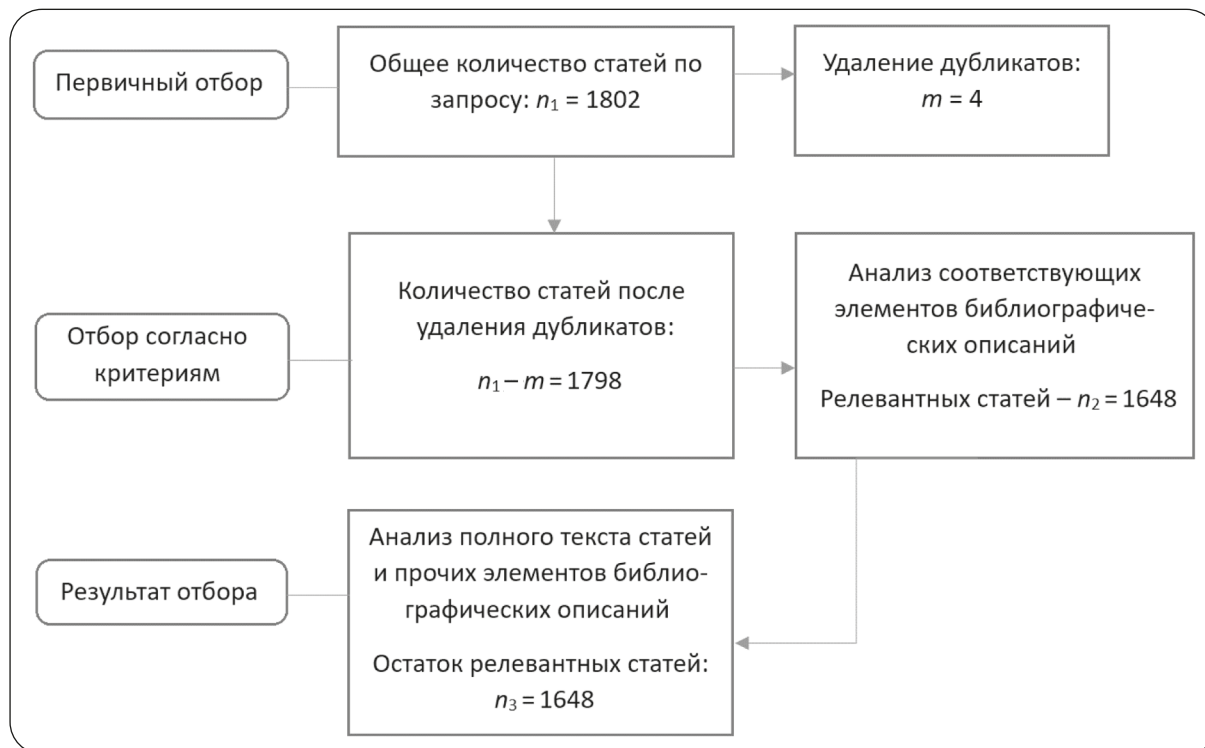 Первичный отбор
Общее количество статей по
запросу: n₁ = 1802
Удаление дубликатов:
m = 4
Отбор согласно
критериям
Количество статей после
удаления дубликатов:
n₁ – m = 1798
Анализ соответствующих
элементов библиографиче-
ских описаний
Релевантных статей – n₂ = 1648
Результат отбора
Анализ полного текста статей
и прочих элементов библио-
графических описаний
Остаток релевантных статей:
n₃ = 1648